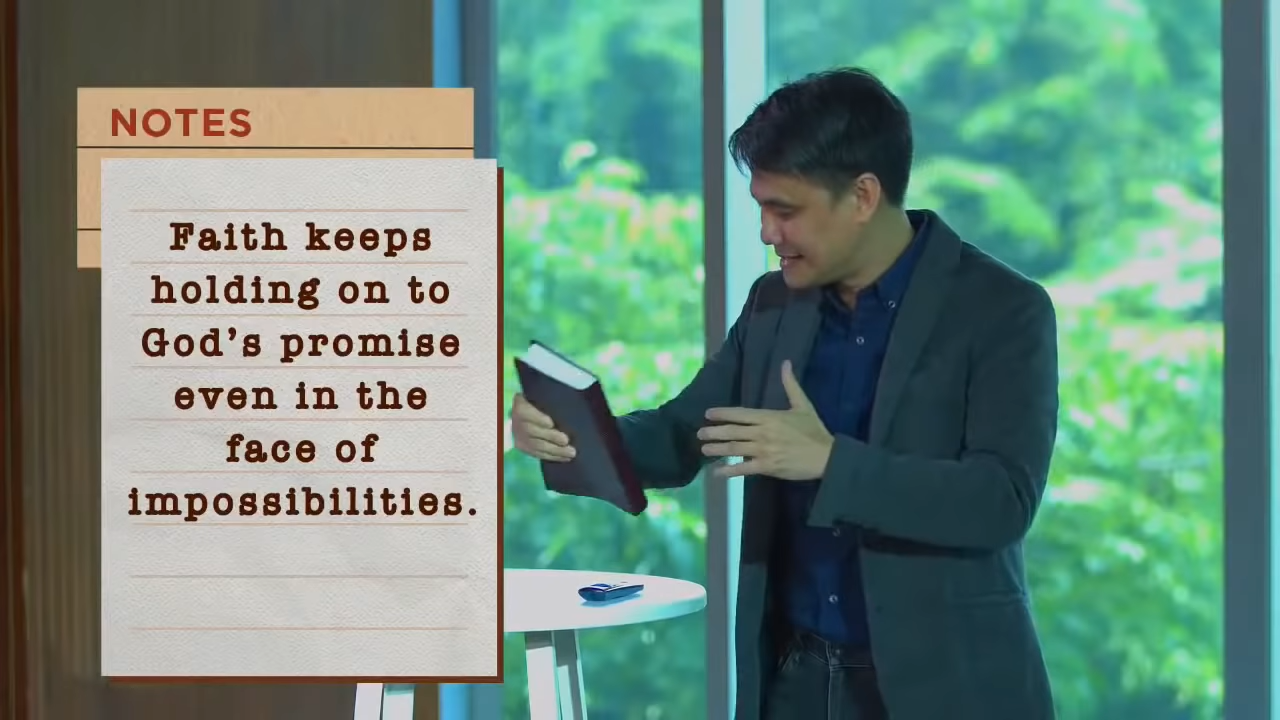 NOTES
Faith keeps
holding on to
God's promise
even in the
face of
impossibilities.